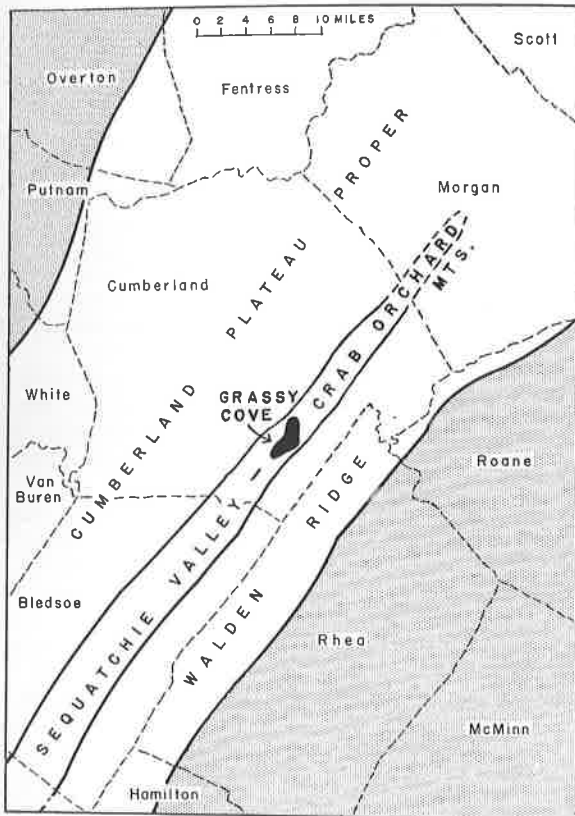 0 2 4 6 8 10 MILES
Scott
Overton
Fentress
PROPER
Putnam
Morgan
Cumberland
PLATEAU
CRAB ORCHARD
MTS.
White
GRASSY
COVE
CUMBERLAND
Van
Buren
Roane
RIDGE
Bledsoe
SEQUATCHIE VALLEY –
WALDEN
Rhea
McMinn
Hamilton